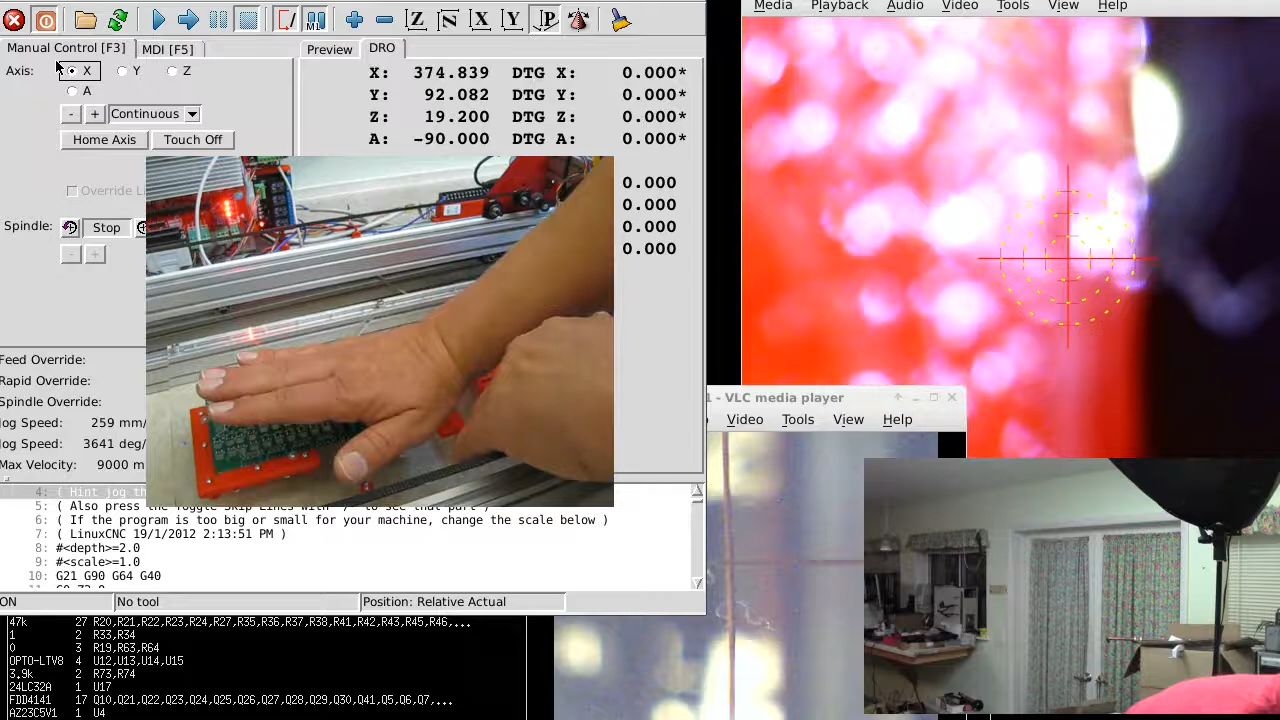 Z N X Y P
M1
Manual Control [F3] MDI [F5]
Axis: X Y Z
A
- + Continuous
Home Axis Touch Off
Override Li
Spindle: Stop
- +
Feed Override:
Rapid Override:
Spindle Override:
Jog Speed: 259 mm/
Jog Speed: 3641 deg/
Max Velocity: 9000 m
Preview DRO
X: 374.839 DTG X: 0.000*
Y: 92.082 DTG Y: 0.000*
Z: 19.200 DTG Z: 0.000*
A: -90.000 DTG A: 0.000*
0.000
0.000
0.000
0.000
4: ( Hint jog th
5: ( Also press the Toggle Skip Lines with "/" to see that part )
6: ( If the program is too big or small for your machine, change the scale below )
7: ( LinuxCNC 19/1/2012 2:13:51 PM )
8: #<depth>=2.0
9: #<scale>=1.0
10: G21 G90 G64 G40
ON No tool Position: Relative Actual
47k 27 R20,R21,R22,R23,R24,R27,R35,R36,R37,R38,R41,R42,R43,R45,R46,...
1 2 R33,R34
0 3 R19,R63,R64
OPTO-LTV8 4 U12,U13,U14,U15
3.9k 2 R73,R74
24LC32A 1 U17
FDD4141 17 Q10,Q21,Q22,Q23,Q24,Q25,Q26,Q27,Q28,Q29,Q30,Q41,Q5,Q6,Q7,...
AZ23C5V1 1 U4
Media Playback Audio Video Tools View Help
1 - VLC media player
Video Tools View Help